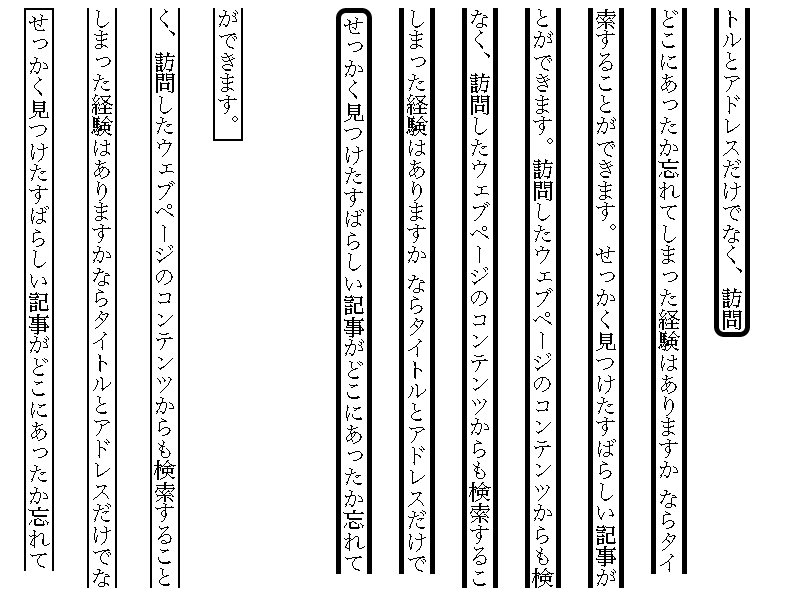 せっかく見つけたすばらしい記事がどこにあったか忘れて
しまった経験はありますかならタイトルとアドレスだけでな
く、訪問したウェブページのコンテンツからも検索すること
ができます。
せっかく見つけたすばらしい記事がどこにあったか忘れて
しまった経験はありますか ならタイトルとアドレスだけで
なく、訪問したウェブページのコンテンツからも検索するこ
とができます。訪問したウェブページのコンテンツからも検
索することができます。せっかく見つけたすばらしい記事が
どこにあったか忘れてしまった経験はありますか ならタイ
トルとアドレスだけでなく、訪問